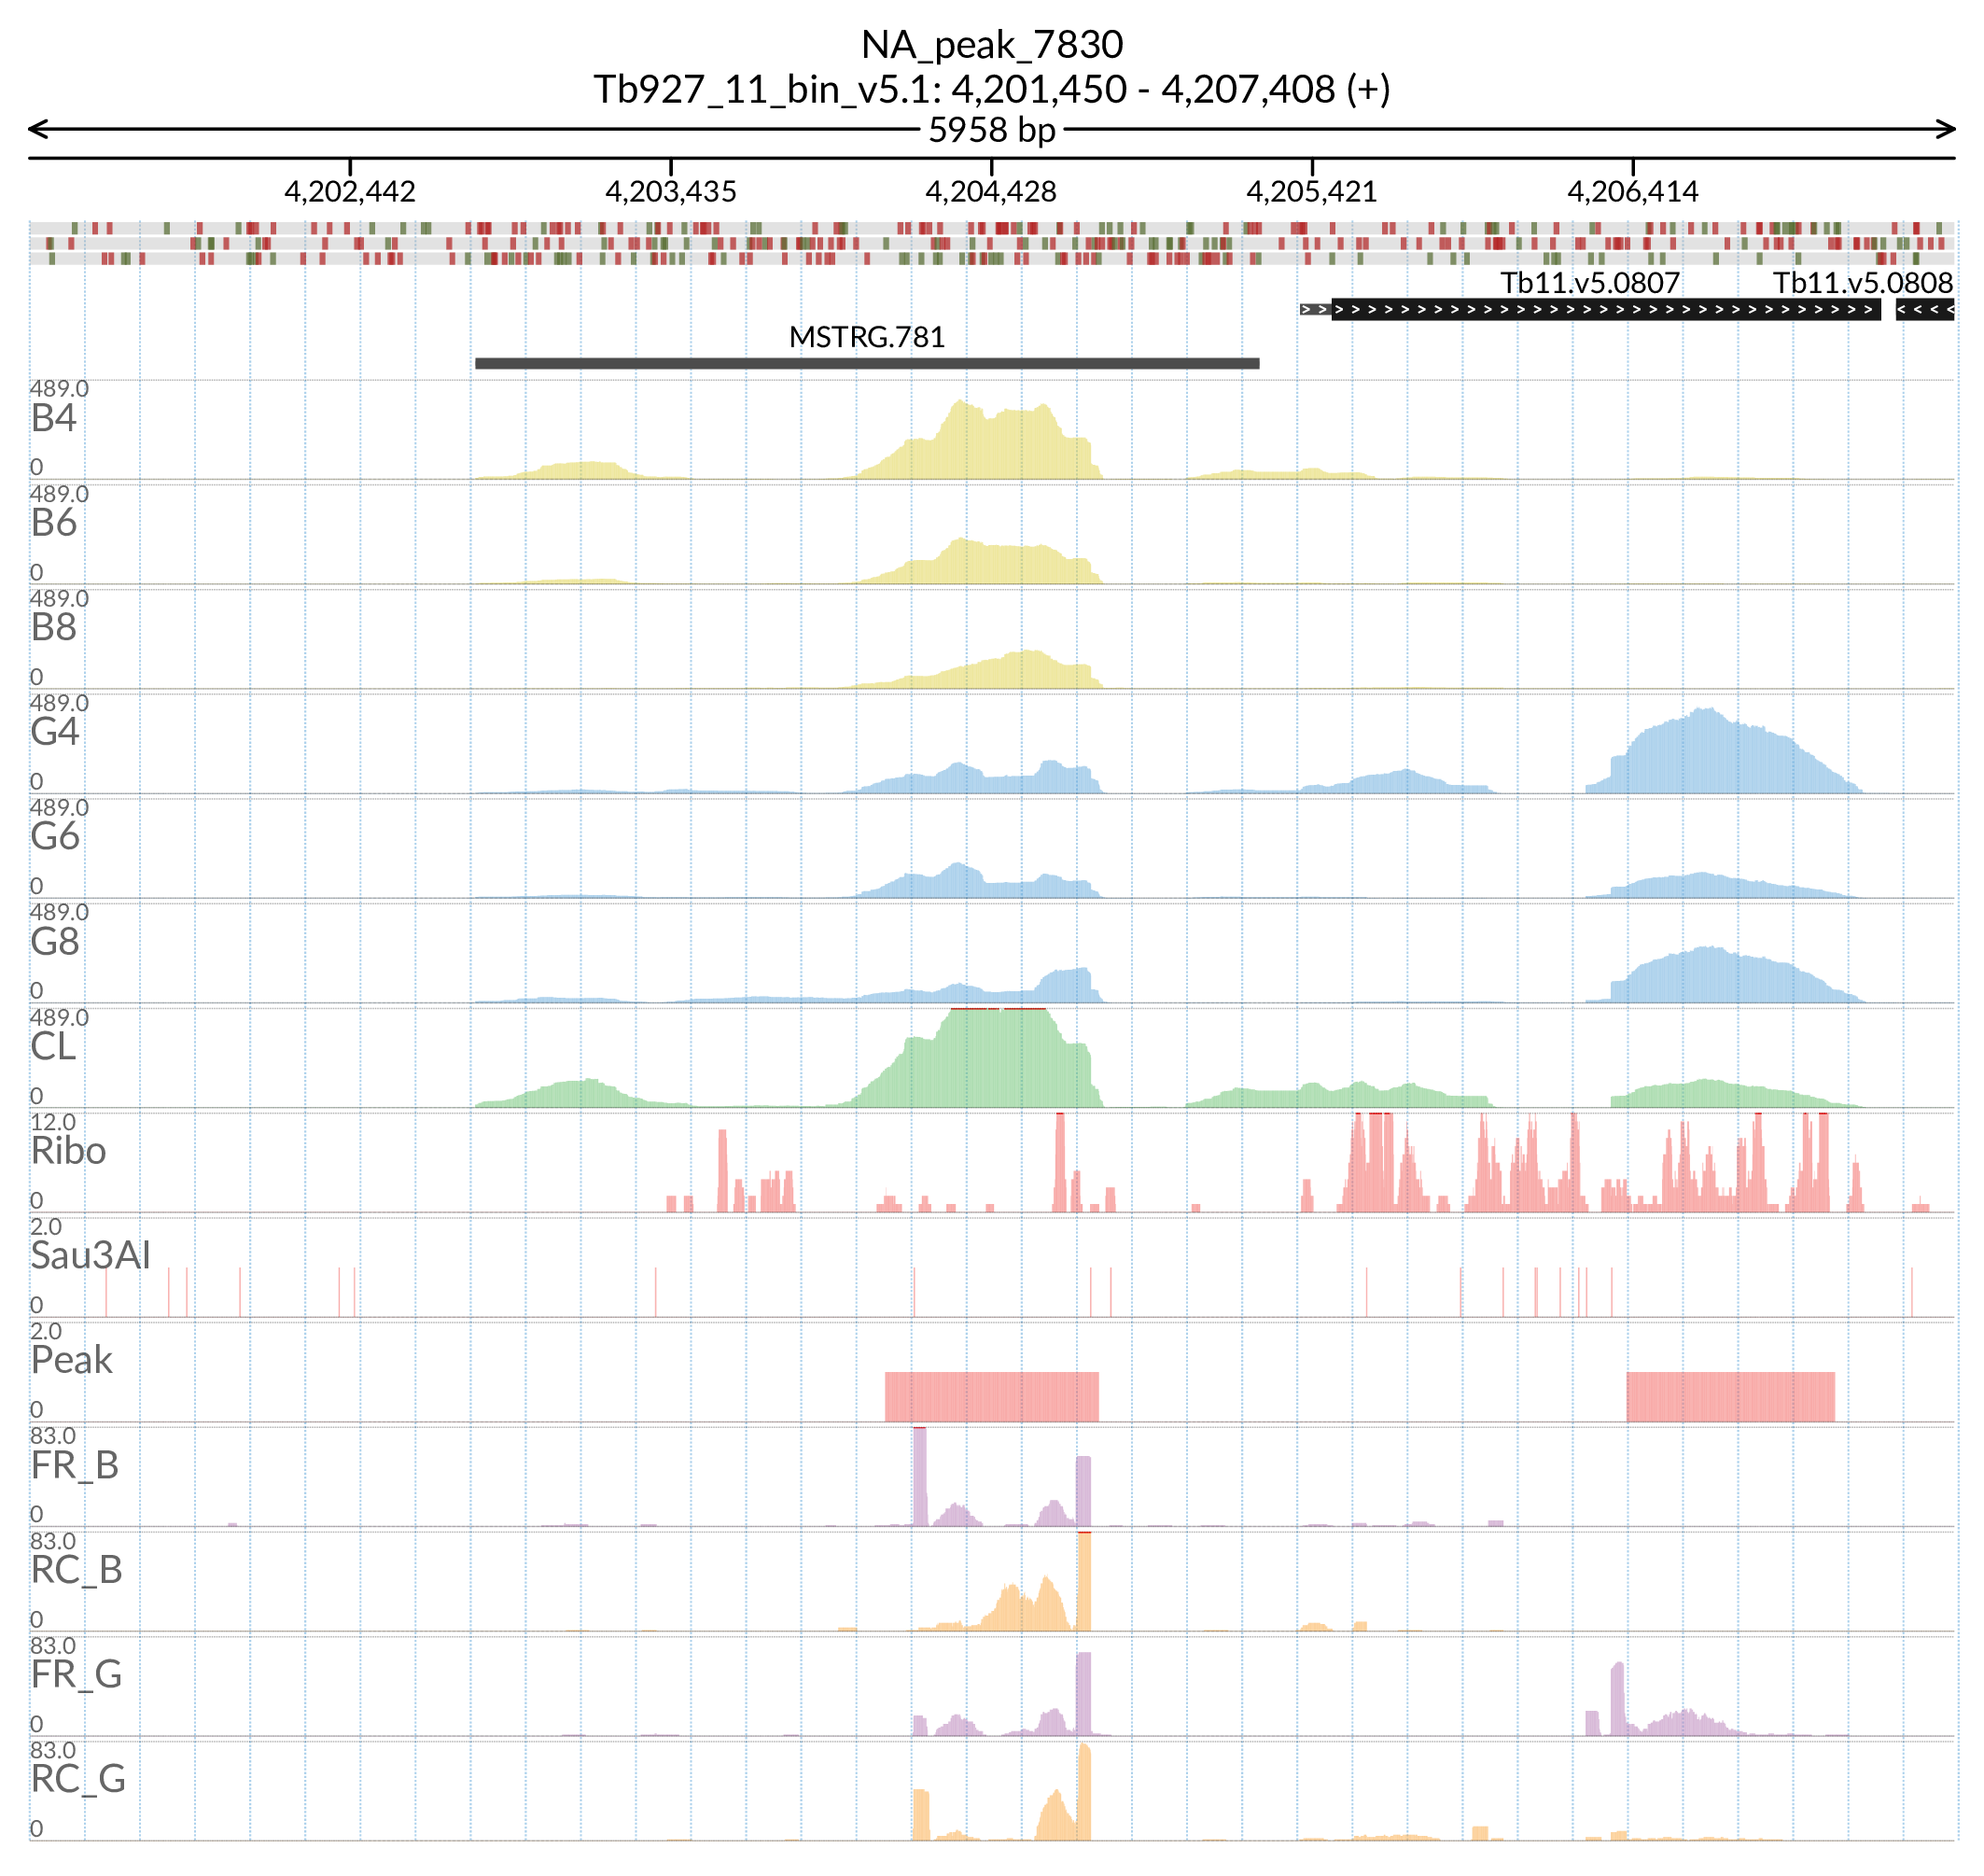 NA_peak_7830
Tb927_11_bin_v5.1: 4,201,450 - 4,207,408 (+)
5958 bp
4,202,442 4,203,435 4,204,428 4,205,421 4,206,414
Tb11.v5.0807 Tb11.v5.0808
MSTRG.781
489.0
B4
0
489.0
B6
0
489.0
B8
0
489.0
G4
0
489.0
G6
0
489.0
G8
0
489.0
CL
0
12.0
Ribo
0
2.0
Sau3AI
0
2.0
Peak
0
83.0
FR_B
0
83.0
RC_B
0
83.0
FR_G
0
83.0
RC_G
0